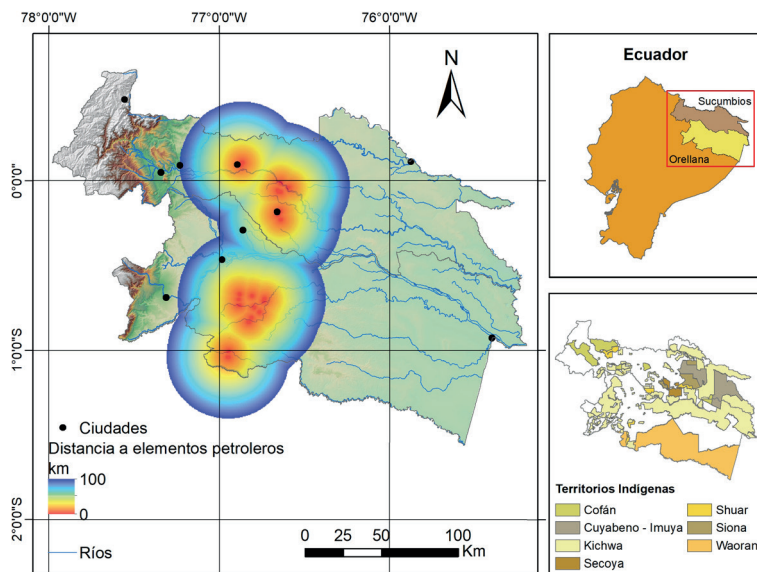 78°0'0"W
77°0'0"W
76°0'0"W
N
0°0'0"
1°0'0"S
2°0'0"S
Ciudades
Distancia a elementos petroleros
km
100
0
Ríos
0
25
50
100
Km
Ecuador
Sucumbios
Orellana
Territorios Indígenas
Cofán
Cuyabeno - Imuya
Kichwa
Secoya
Shuar
Siona
Waoran